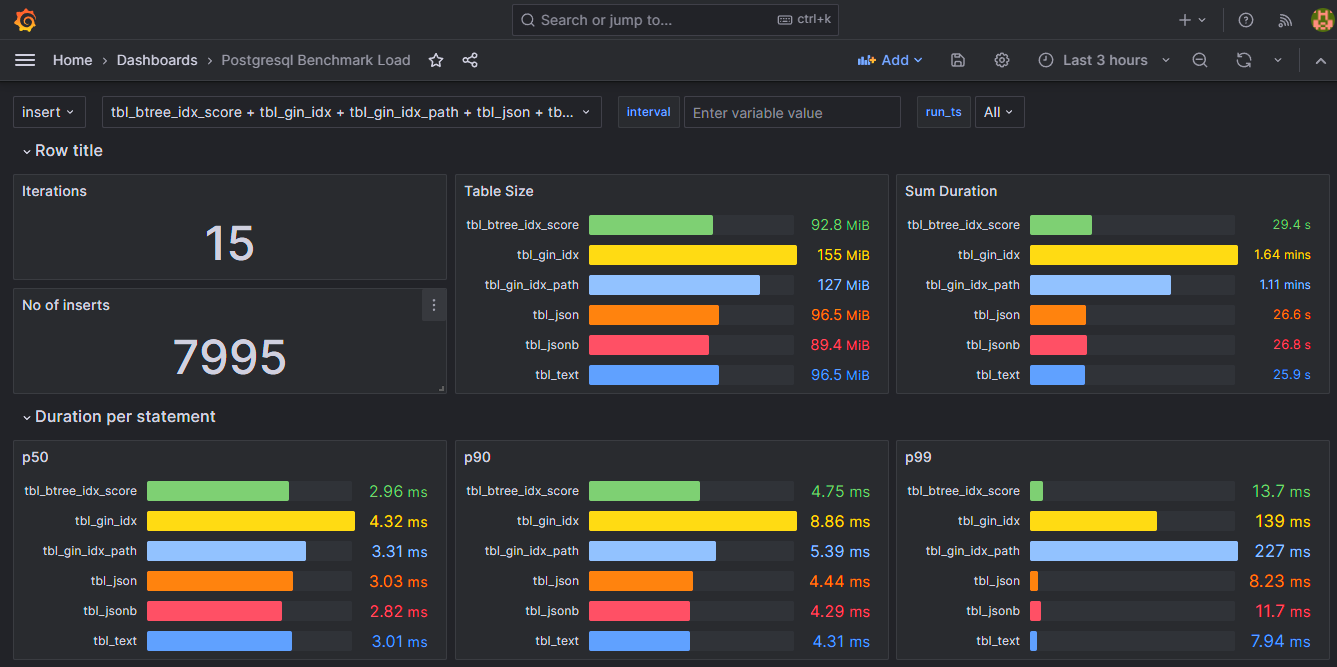 Search or jump to... ctrl+k
Home › Dashboards › Postgresql Benchmark Load Add Last 3 hours
insert tbl_btree_idx_score + tbl_gin_idx + tbl_gin_idx_path + tbl_json + tb... interval Enter variable value run_ts All
Row title
Iterations
15
No of inserts
7995
Table Size
tbl_btree_idx_score 92.8 MiB
tbl_gin_idx 155 MiB
tbl_gin_idx_path 127 MiB
tbl_json 96.5 MiB
tbl_jsonb 89.4 MiB
tbl_text 96.5 MiB
Sum Duration
tbl_btree_idx_score 29.4 s
tbl_gin_idx 1.64 mins
tbl_gin_idx_path 1.11 mins
tbl_json 26.6 s
tbl_jsonb 26.8 s
tbl_text 25.9 s
Duration per statement
p50
tbl_btree_idx_score 2.96 ms
tbl_gin_idx 4.32 ms
tbl_gin_idx_path 3.31 ms
tbl_json 3.03 ms
tbl_jsonb 2.82 ms
tbl_text 3.01 ms
p90
tbl_btree_idx_score 4.75 ms
tbl_gin_idx 8.86 ms
tbl_gin_idx_path 5.39 ms
tbl_json 4.44 ms
tbl_jsonb 4.29 ms
tbl_text 4.31 ms
p99
tbl_btree_idx_score 13.7 ms
tbl_gin_idx 139 ms
tbl_gin_idx_path 227 ms
tbl_json 8.23 ms
tbl_jsonb 11.7 ms
tbl_text 7.94 ms